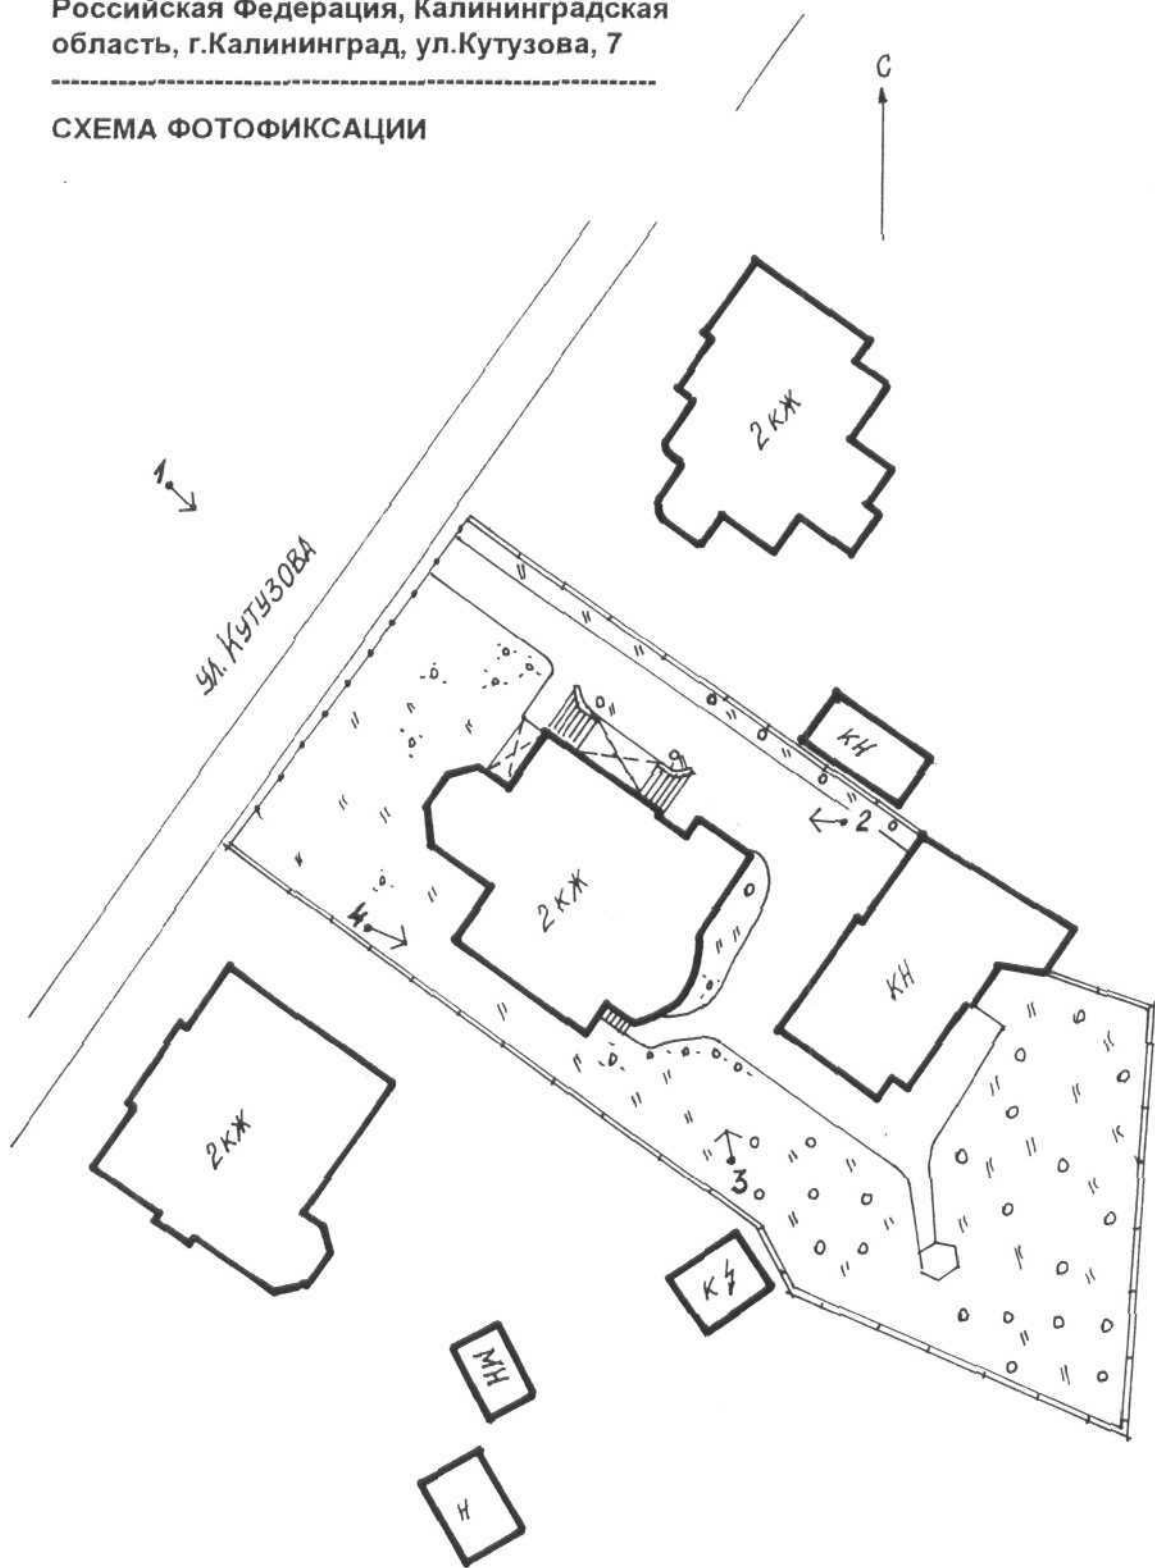 Российская Федерация, Калининградская
область, г.Калининград, ул.Кутузова, 7
СХЕМА ФОТОФИКСАЦИИ
С
2КЖ
1
ул. КУТУЗОВА
КН
2
2КЖ
4
КН
2КЖ
3
К
МН
Н